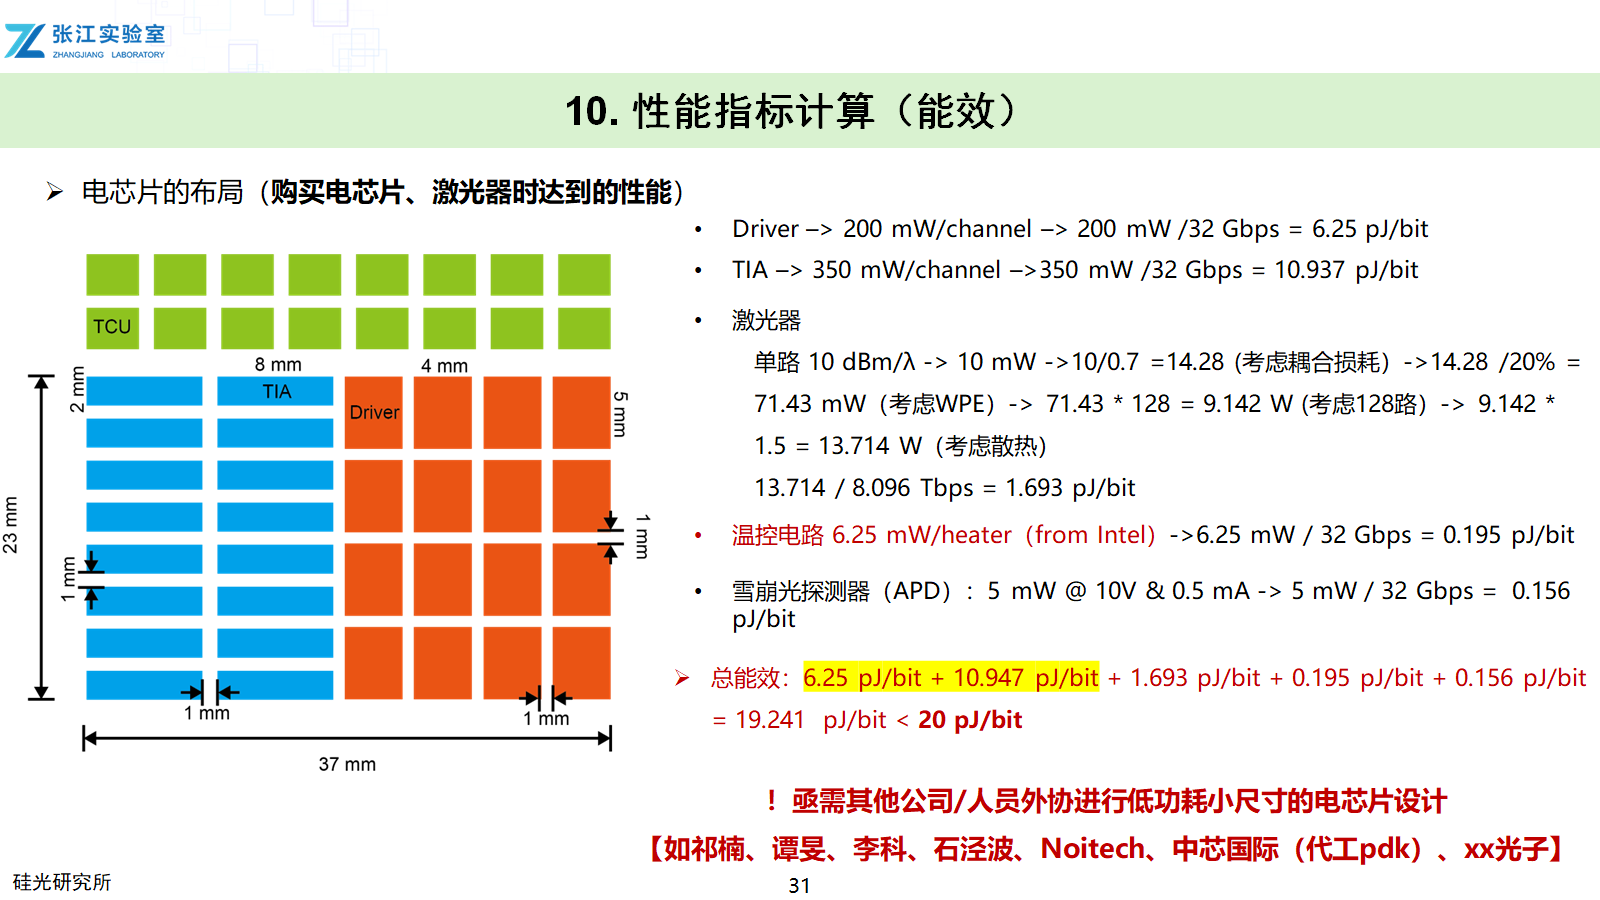 张江实验室
ZHANGJIANG LABORATORY
10. 性能指标计算（能效）
➢ 电芯片的布局（购买电芯片、激光器时达到的性能）
TCU
8 mm
4 mm
2 mm
TIA
Driver
5 mm
23 mm
1 mm
1 mm
1 mm
1 mm
37 mm
• Driver –> 200 mW/channel –> 200 mW /32 Gbps = 6.25 pJ/bit
• TIA –> 350 mW/channel –>350 mW /32 Gbps = 10.937 pJ/bit
• 激光器
单路 10 dBm/λ -> 10 mW ->10/0.7 =14.28 (考虑耦合损耗）->14.28 /20% =
71.43 mW（考虑WPE）-> 71.43 * 128 = 9.142 W (考虑128路）-> 9.142 *
1.5 = 13.714 W（考虑散热）
13.714 / 8.096 Tbps = 1.693 pJ/bit
• 温控电路 6.25 mW/heater（from Intel）->6.25 mW / 32 Gbps = 0.195 pJ/bit
• 雪崩光探测器（APD）：5 mW @ 10V & 0.5 mA -> 5 mW / 32 Gbps = 0.156
pJ/bit
➢ 总能效：6.25 pJ/bit + 10.947 pJ/bit + 1.693 pJ/bit + 0.195 pJ/bit + 0.156 pJ/bit
= 19.241 pJ/bit < 20 pJ/bit
！亟需其他公司/人员外协进行低功耗小尺寸的电芯片设计
【如祁楠、谭旻、李科、石泾波、Noitech、中芯国际（代工pdk）、xx光子】
硅光研究所
31